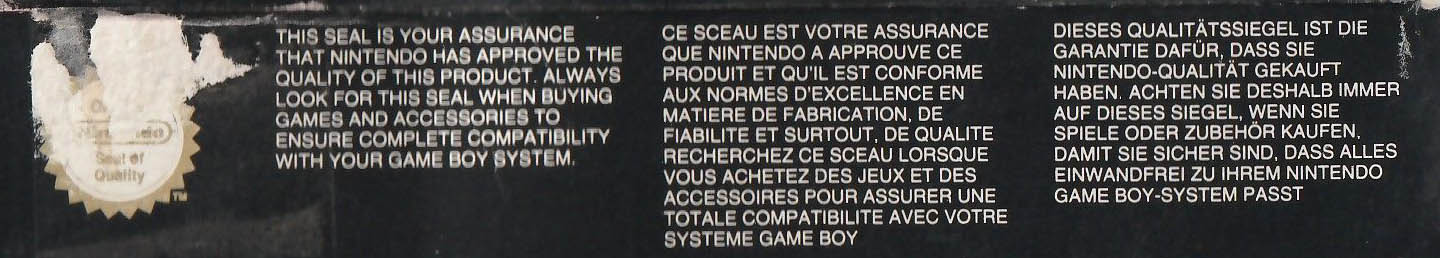 Seal of
Quality
TM
THIS SEAL IS YOUR ASSURANCE
THAT NINTENDO HAS APPROVED THE
QUALITY OF THIS PRODUCT. ALWAYS
LOOK FOR THIS SEAL WHEN BUYING
GAMES AND ACCESSORIES TO
ENSURE COMPLETE COMPATIBILITY
WITH YOUR GAME BOY SYSTEM.
CE SCEAU EST VOTRE ASSURANCE
QUE NINTENDO A APPROUVE CE
PRODUIT ET QU'IL EST CONFORME
AUX NORMES D'EXCELLENCE EN
MATIERE DE FABRICATION, DE
FIABILITE ET SURTOUT, DE QUALITE
RECHERCHEZ CE SCEAU LORSQUE
VOUS ACHETEZ DES JEUX ET DES
ACCESSOIRES POUR ASSURER UNE
TOTALE COMPATIBILITE AVEC VOTRE
SYSTEME GAME BOY
DIESES QUALITÄTSSIEGEL IST DIE
GARANTIE DAFÜR, DASS SIE
NINTENDO-QUALITÄT GEKAUFT
HABEN. ACHTEN SIE DESHALB IMMER
AUF DIESES SIEGEL, WENN SIE
SPIELE ODER ZUBEHÖR KAUFEN,
DAMIT SIE SICHER SIND, DASS ALLES
EINWANDFREI ZU IHREM NINTENDO
GAME BOY-SYSTEM PASST